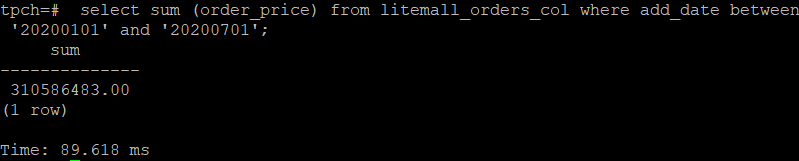 tpch=#  select sum (order_price) from litemall_orders_col where add_date between
 '20200101' and '20200701';
     sum
--------------
 310586483.00
(1 row)
Time: 89.618 ms